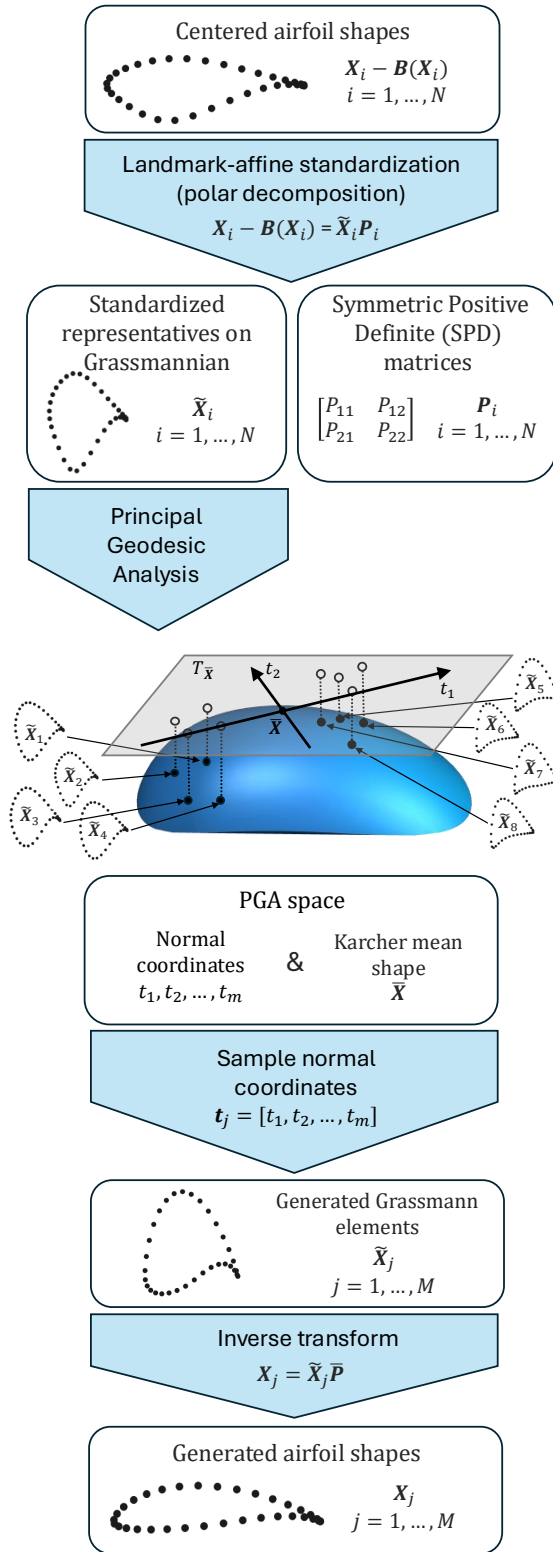 Centered airfoil shapes
X_i − B(X_i)
i = 1, … , N
Landmark-affine standardization
(polar decomposition)
X_i − B(X_i) = X̃_i P_i
Standardized
representatives on
Grassmannian
X̃_i
i = 1, … , N
Symmetric Positive
Definite (SPD)
matrices
[P_11 P_12
P_21 P_22]
P_i
i = 1, … , N
Principal
Geodesic
Analysis
T_X̄
t_2
t_1
X̄
X̃_1
X̃_2
X̃_3
X̃_4
X̃_5
X̃_6
X̃_7
X̃_8
PGA space
Normal
coordinates
t_1, t_2, … , t_m
&
Karcher mean
shape
X̄
Sample normal
coordinates
t_j = [t_1, t_2, … , t_m]
Generated Grassmann
elements
X̃_j
j = 1, … , M
Inverse transform
X_j = X̃_j P̄
Generated airfoil shapes
X_j
j = 1, … , M